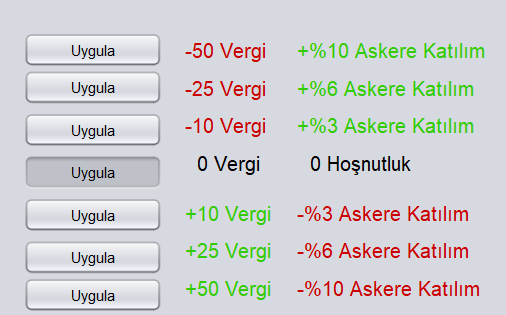 Uygula -50 Vergi +%10 Askere Katılım
Uygula -25 Vergi +%6 Askere Katılım
Uygula -10 Vergi +%3 Askere Katılım
Uygula 0 Vergi 0 Hoşnutluk
Uygula +10 Vergi -%3 Askere Katılım
Uygula +25 Vergi -%6 Askere Katılım
Uygula +50 Vergi -%10 Askere Katılım